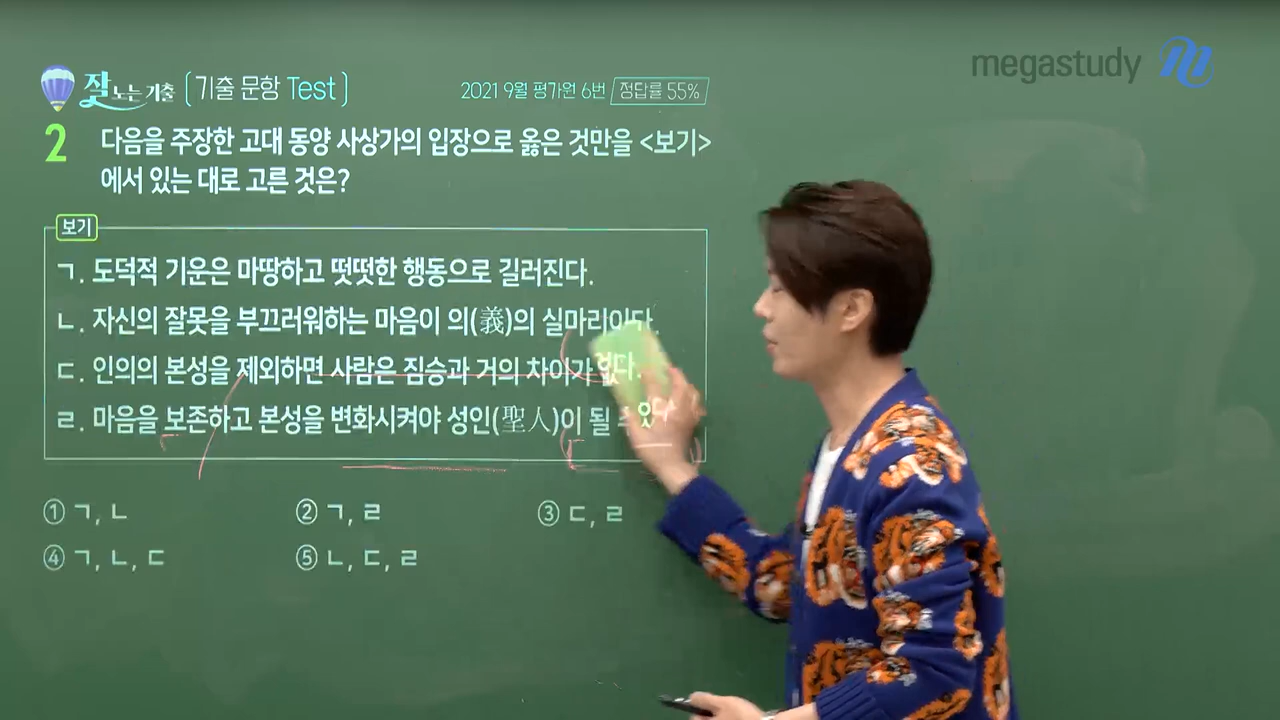 megastudy
잘 노는 기출 [기출 문항 Test] 2021 9월 평가원 6번 정답률 55%
2 다음을 주장한 고대 동양 사상가의 입장으로 옳은 것만을 <보기>
에서 있는 대로 고른 것은?
보기
ㄱ. 도덕적 기운은 마땅하고 떳떳한 행동으로 길러진다.
ㄴ. 자신의 잘못을 부끄러워하는 마음이 의(義)의 실마리이다.
ㄷ. 인의의 본성을 제외하면 사람은 짐승과 거의 차이가 없다.
ㄹ. 마음을 보존하고 본성을 변화시켜야 성인(聖人)이 될 수 있다.
① ㄱ, ㄴ ② ㄱ, ㄹ ③ ㄷ, ㄹ
④ ㄱ, ㄴ, ㄷ ⑤ ㄴ, ㄷ, ㄹ